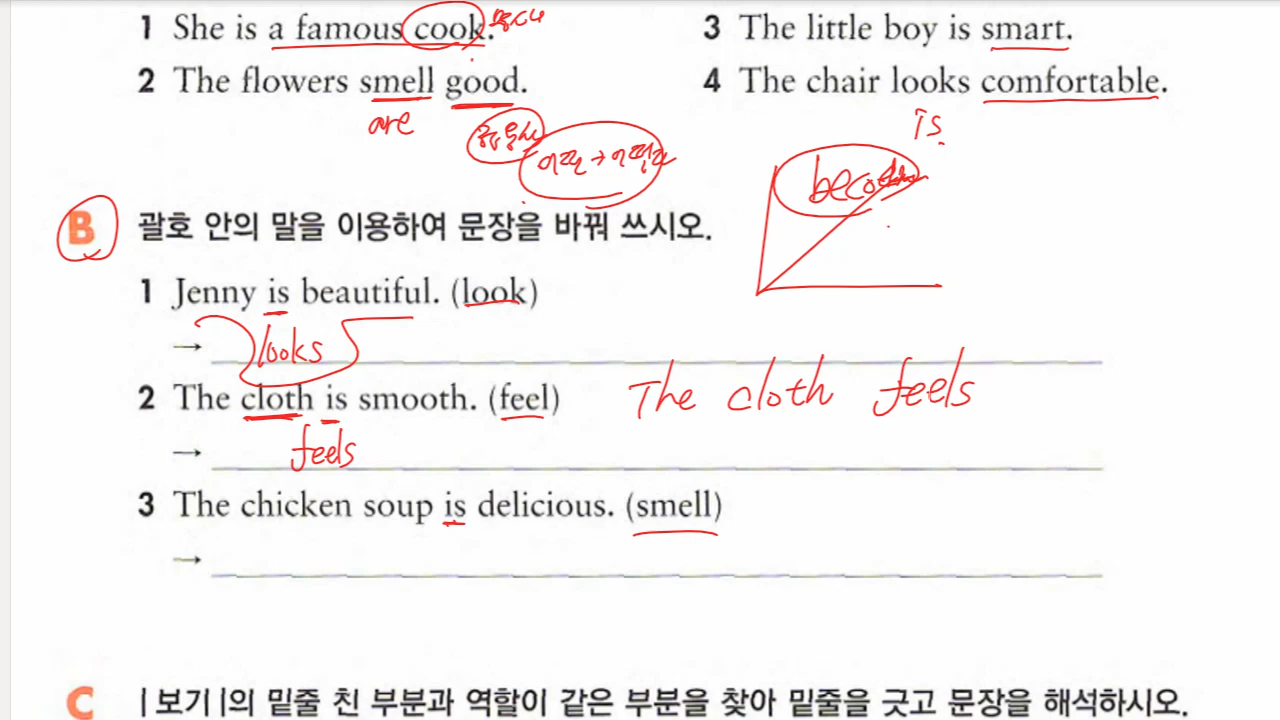 1 She is a famous cook.
3 The little boy is smart.
2 The flowers smell good.
4 The chair looks comfortable.
are
is
B 괄호 안의 말을 이용하여 문장을 바꿔 쓰시오.
1 Jenny is beautiful. (look)
→ looks
2 The cloth is smooth. (feel)
The cloth feels
→ feels
3 The chicken soup is delicious. (smell)
→
C |보기|의 밑줄 친 부분과 역할이 같은 부분을 찾아 밑줄을 긋고 문장을 해석하시오.